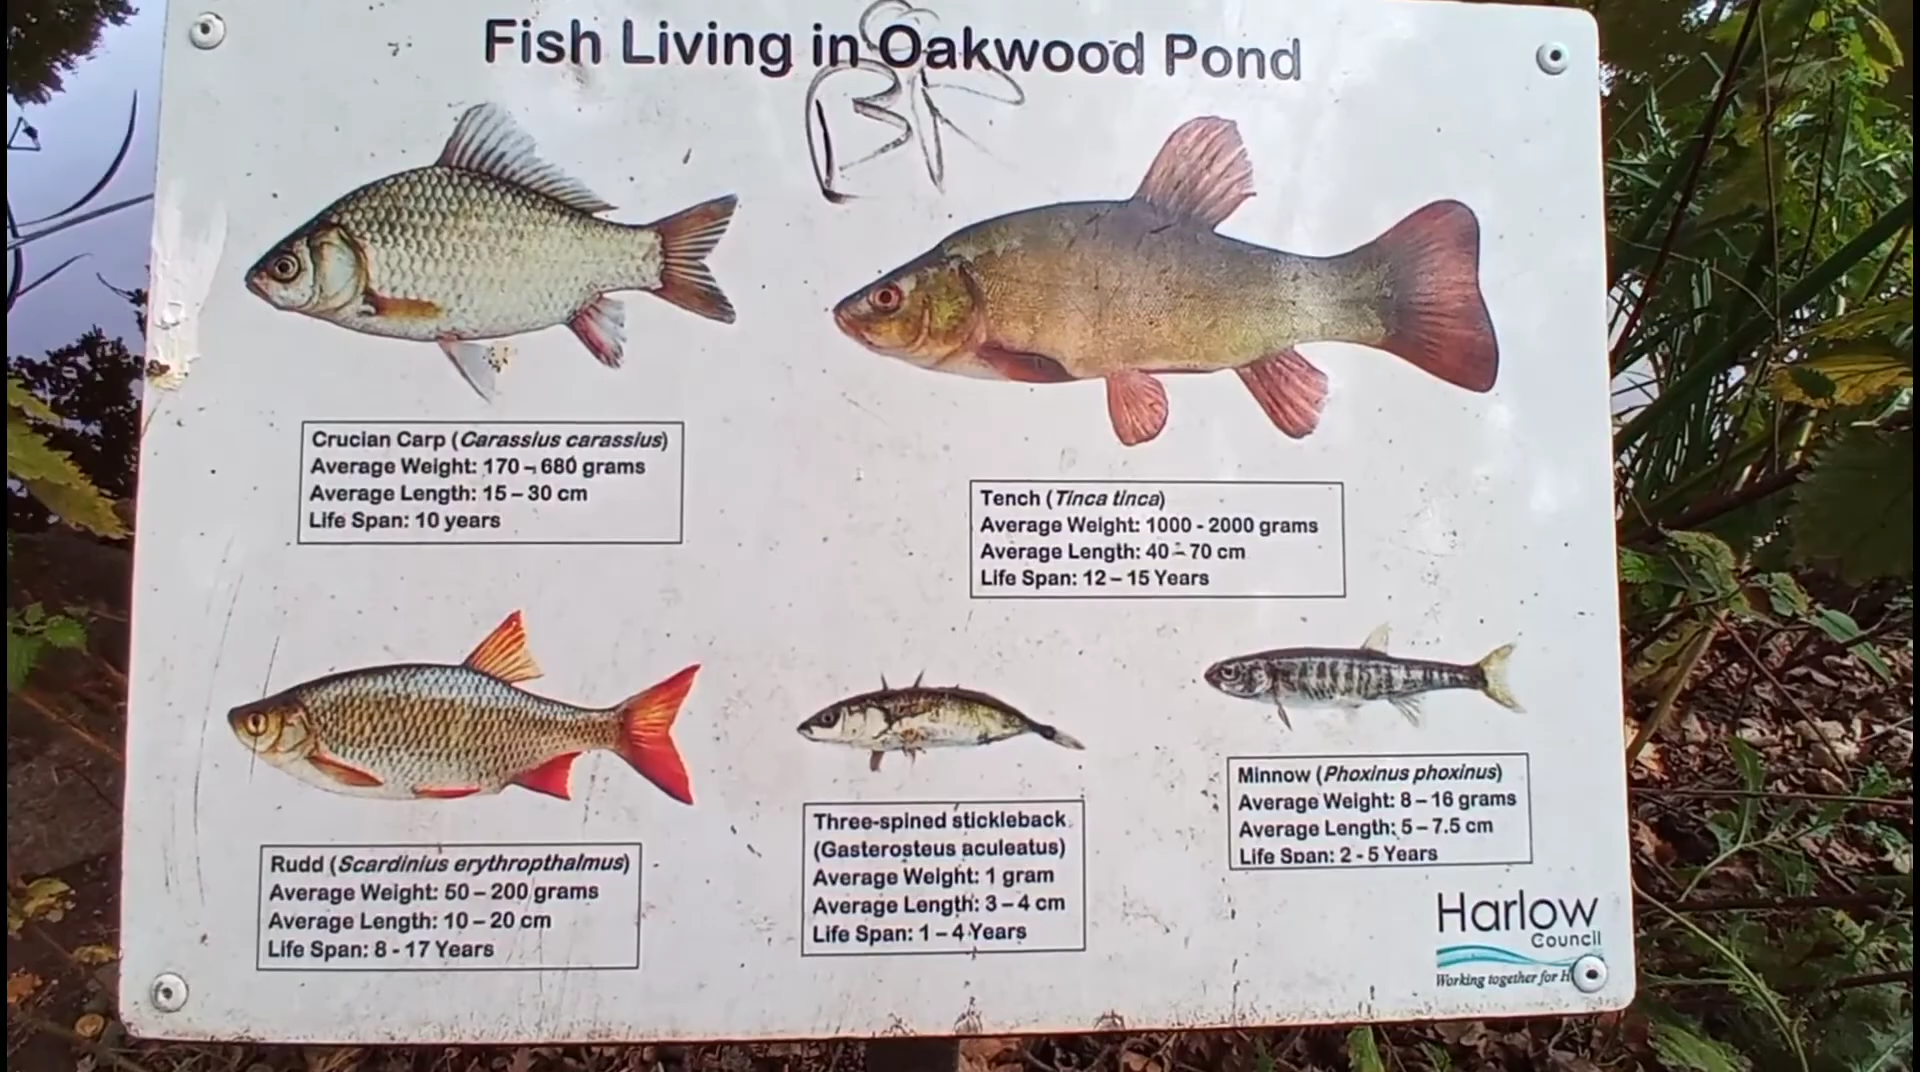 Fish Living in Oakwood Pond
BK
Crucian Carp (Carassius carassius)
Average Weight: 170 – 680 grams
Average Length: 15 – 30 cm
Life Span: 10 years
Tench (Tinca tinca)
Average Weight: 1000 - 2000 grams
Average Length: 40 – 70 cm
Life Span: 12 – 15 Years
Rudd (Scardinius erythropthalmus)
Average Weight: 50 – 200 grams
Average Length: 10 – 20 cm
Life Span: 8 - 17 Years
Three-spined stickleback
(Gasterosteus aculeatus)
Average Weight: 1 gram
Average Length: 3 – 4 cm
Life Span: 1 – 4 Years
Minnow (Phoxinus phoxinus)
Average Weight: 8 – 16 grams
Average Length: 5 – 7.5 cm
Life Span: 2 - 5 Years
Harlow
Council
Working together for